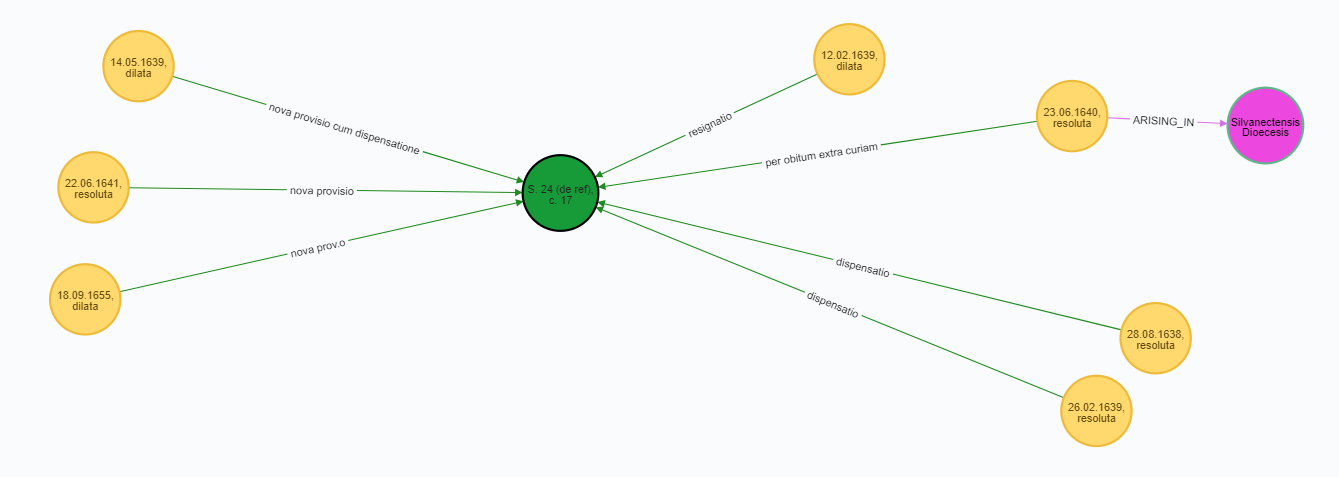 14.05.1639,
dilata
12.02.1639,
dilata
nova provisio cum dispensatione
resignatio
23.06.1640,
resoluta
ARISING_IN
Silvanectensis
Dioecesis
per obitum extra curiam
22.06.1641,
resoluta
nova provisio
S. 24 (de ref),
c. 17
nova prov.o
18.09.1655,
dilata
dispensatio
dispensatio
28.08.1638,
resoluta
26.02.1639,
resoluta